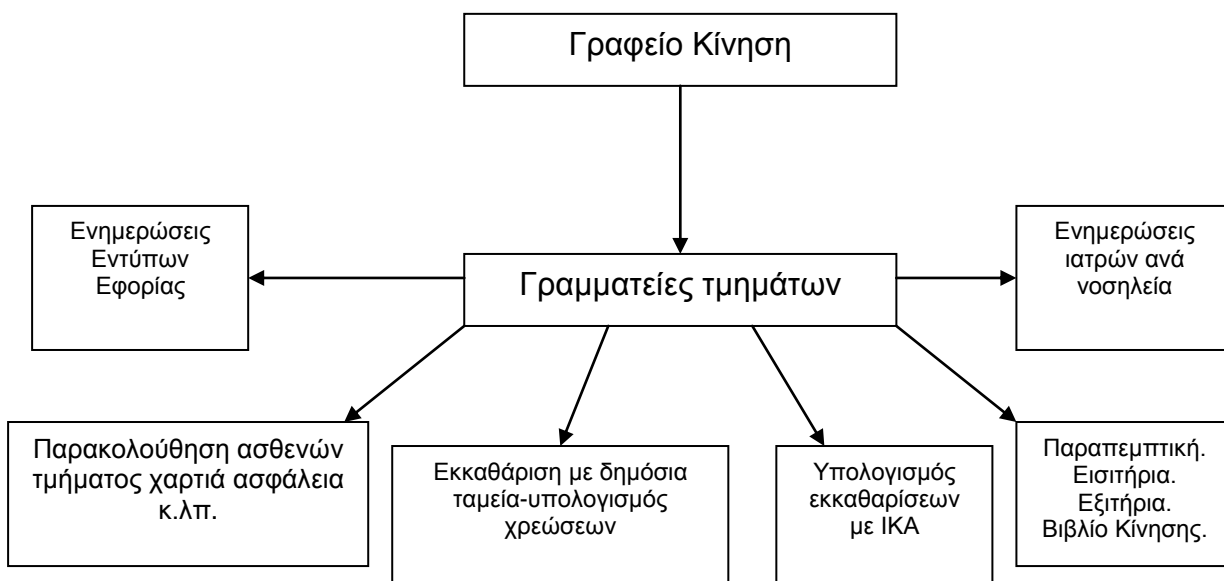 Γραφείο Κίνηση
Ενημερώσεις
Εντύπων
Εφορίας
Γραμματείες τμημάτων
Ενημερώσεις
ιατρών ανά
νοσηλεία
Παρακολούθηση ασθενών
τμήματος χαρτιά ασφάλεια
κ.λπ.
Εκκαθάριση με δημόσια
ταμεία-υπολογισμός
χρεώσεων
Υπολογισμός
εκκαθαρίσεων
με ΙΚΑ
Παραπεμπτική.
Εισιτήρια.
Εξιτήρια.
Βιβλίο Κίνησης.